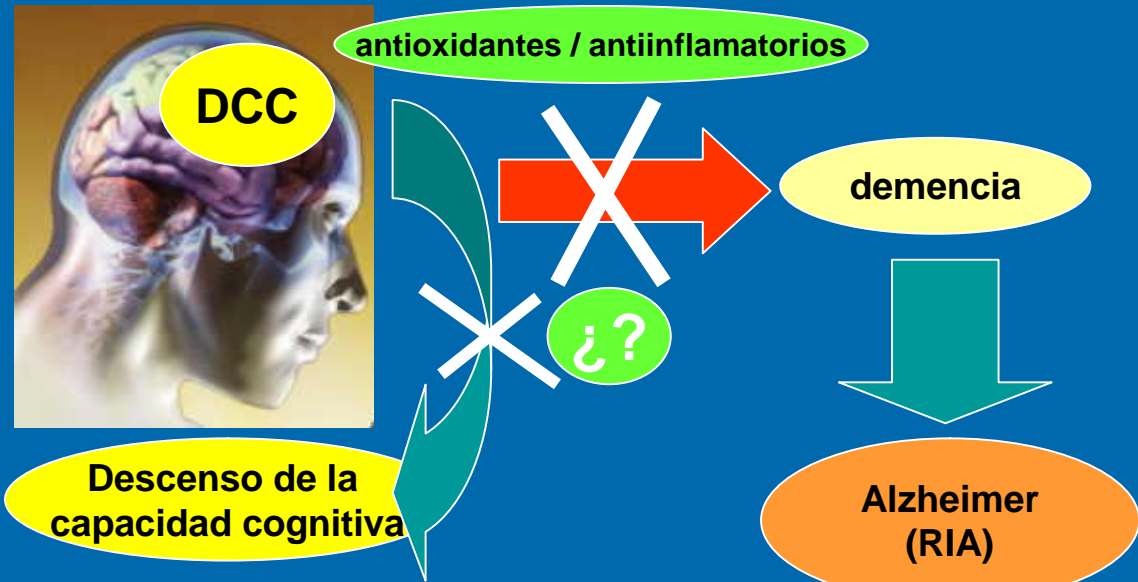 antioxidantes / antiinflamatorios
DCC
demencia
¿?
Descenso de la
capacidad cognitiva
Alzheimer
(RIA)